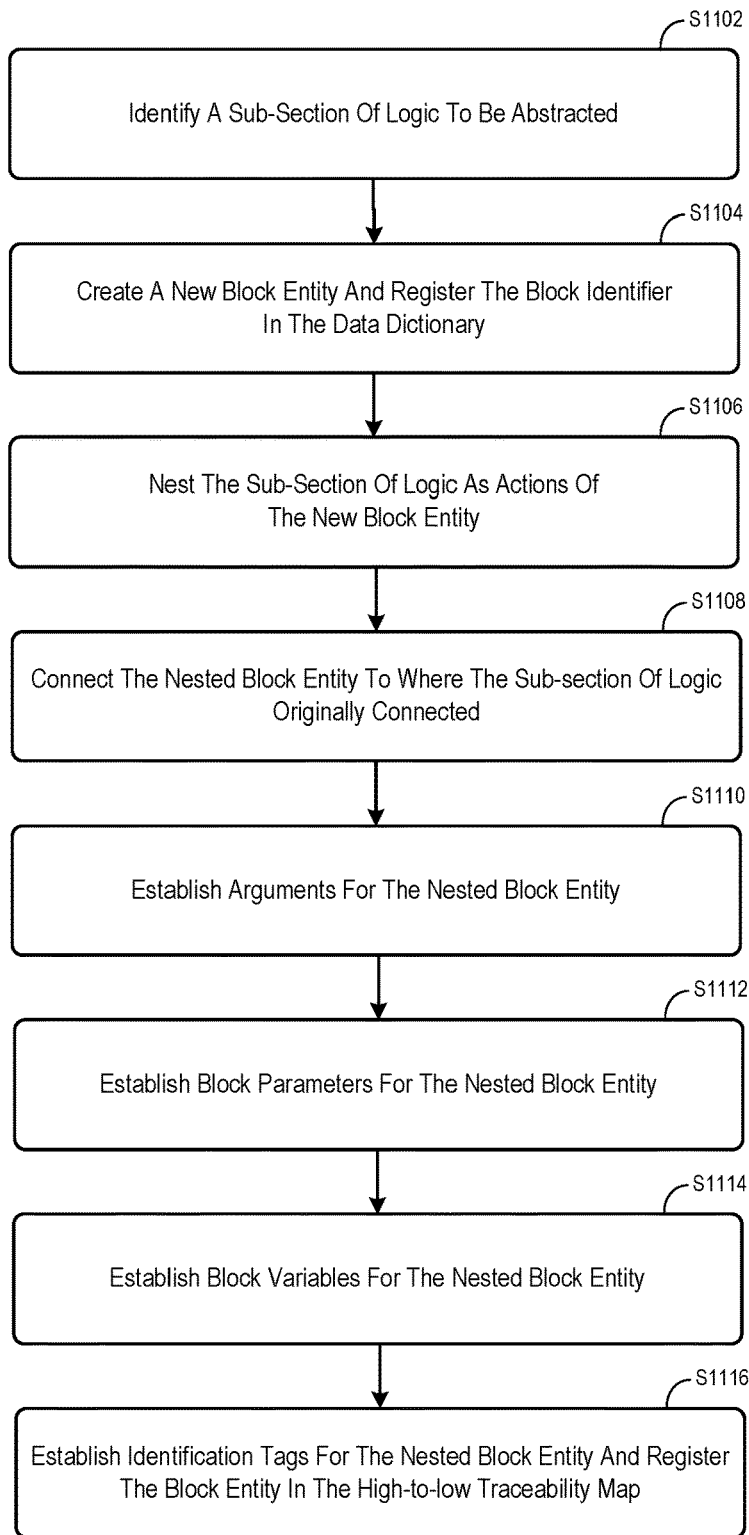 S1102
Identify A Sub-Section Of Logic To Be Abstracted
S1104
Create A New Block Entity And Register The Block Identifier
In The Data Dictionary
S1106
Nest The Sub-Section Of Logic As Actions Of
The New Block Entity
S1108
Connect The Nested Block Entity To Where The Sub-section Of Logic
Originally Connected
S1110
Establish Arguments For The Nested Block Entity
S1112
Establish Block Parameters For The Nested Block Entity
S1114
Establish Block Variables For The Nested Block Entity
S1116
Establish Identification Tags For The Nested Block Entity And Register
The Block Entity In The High-to-low Traceability Map